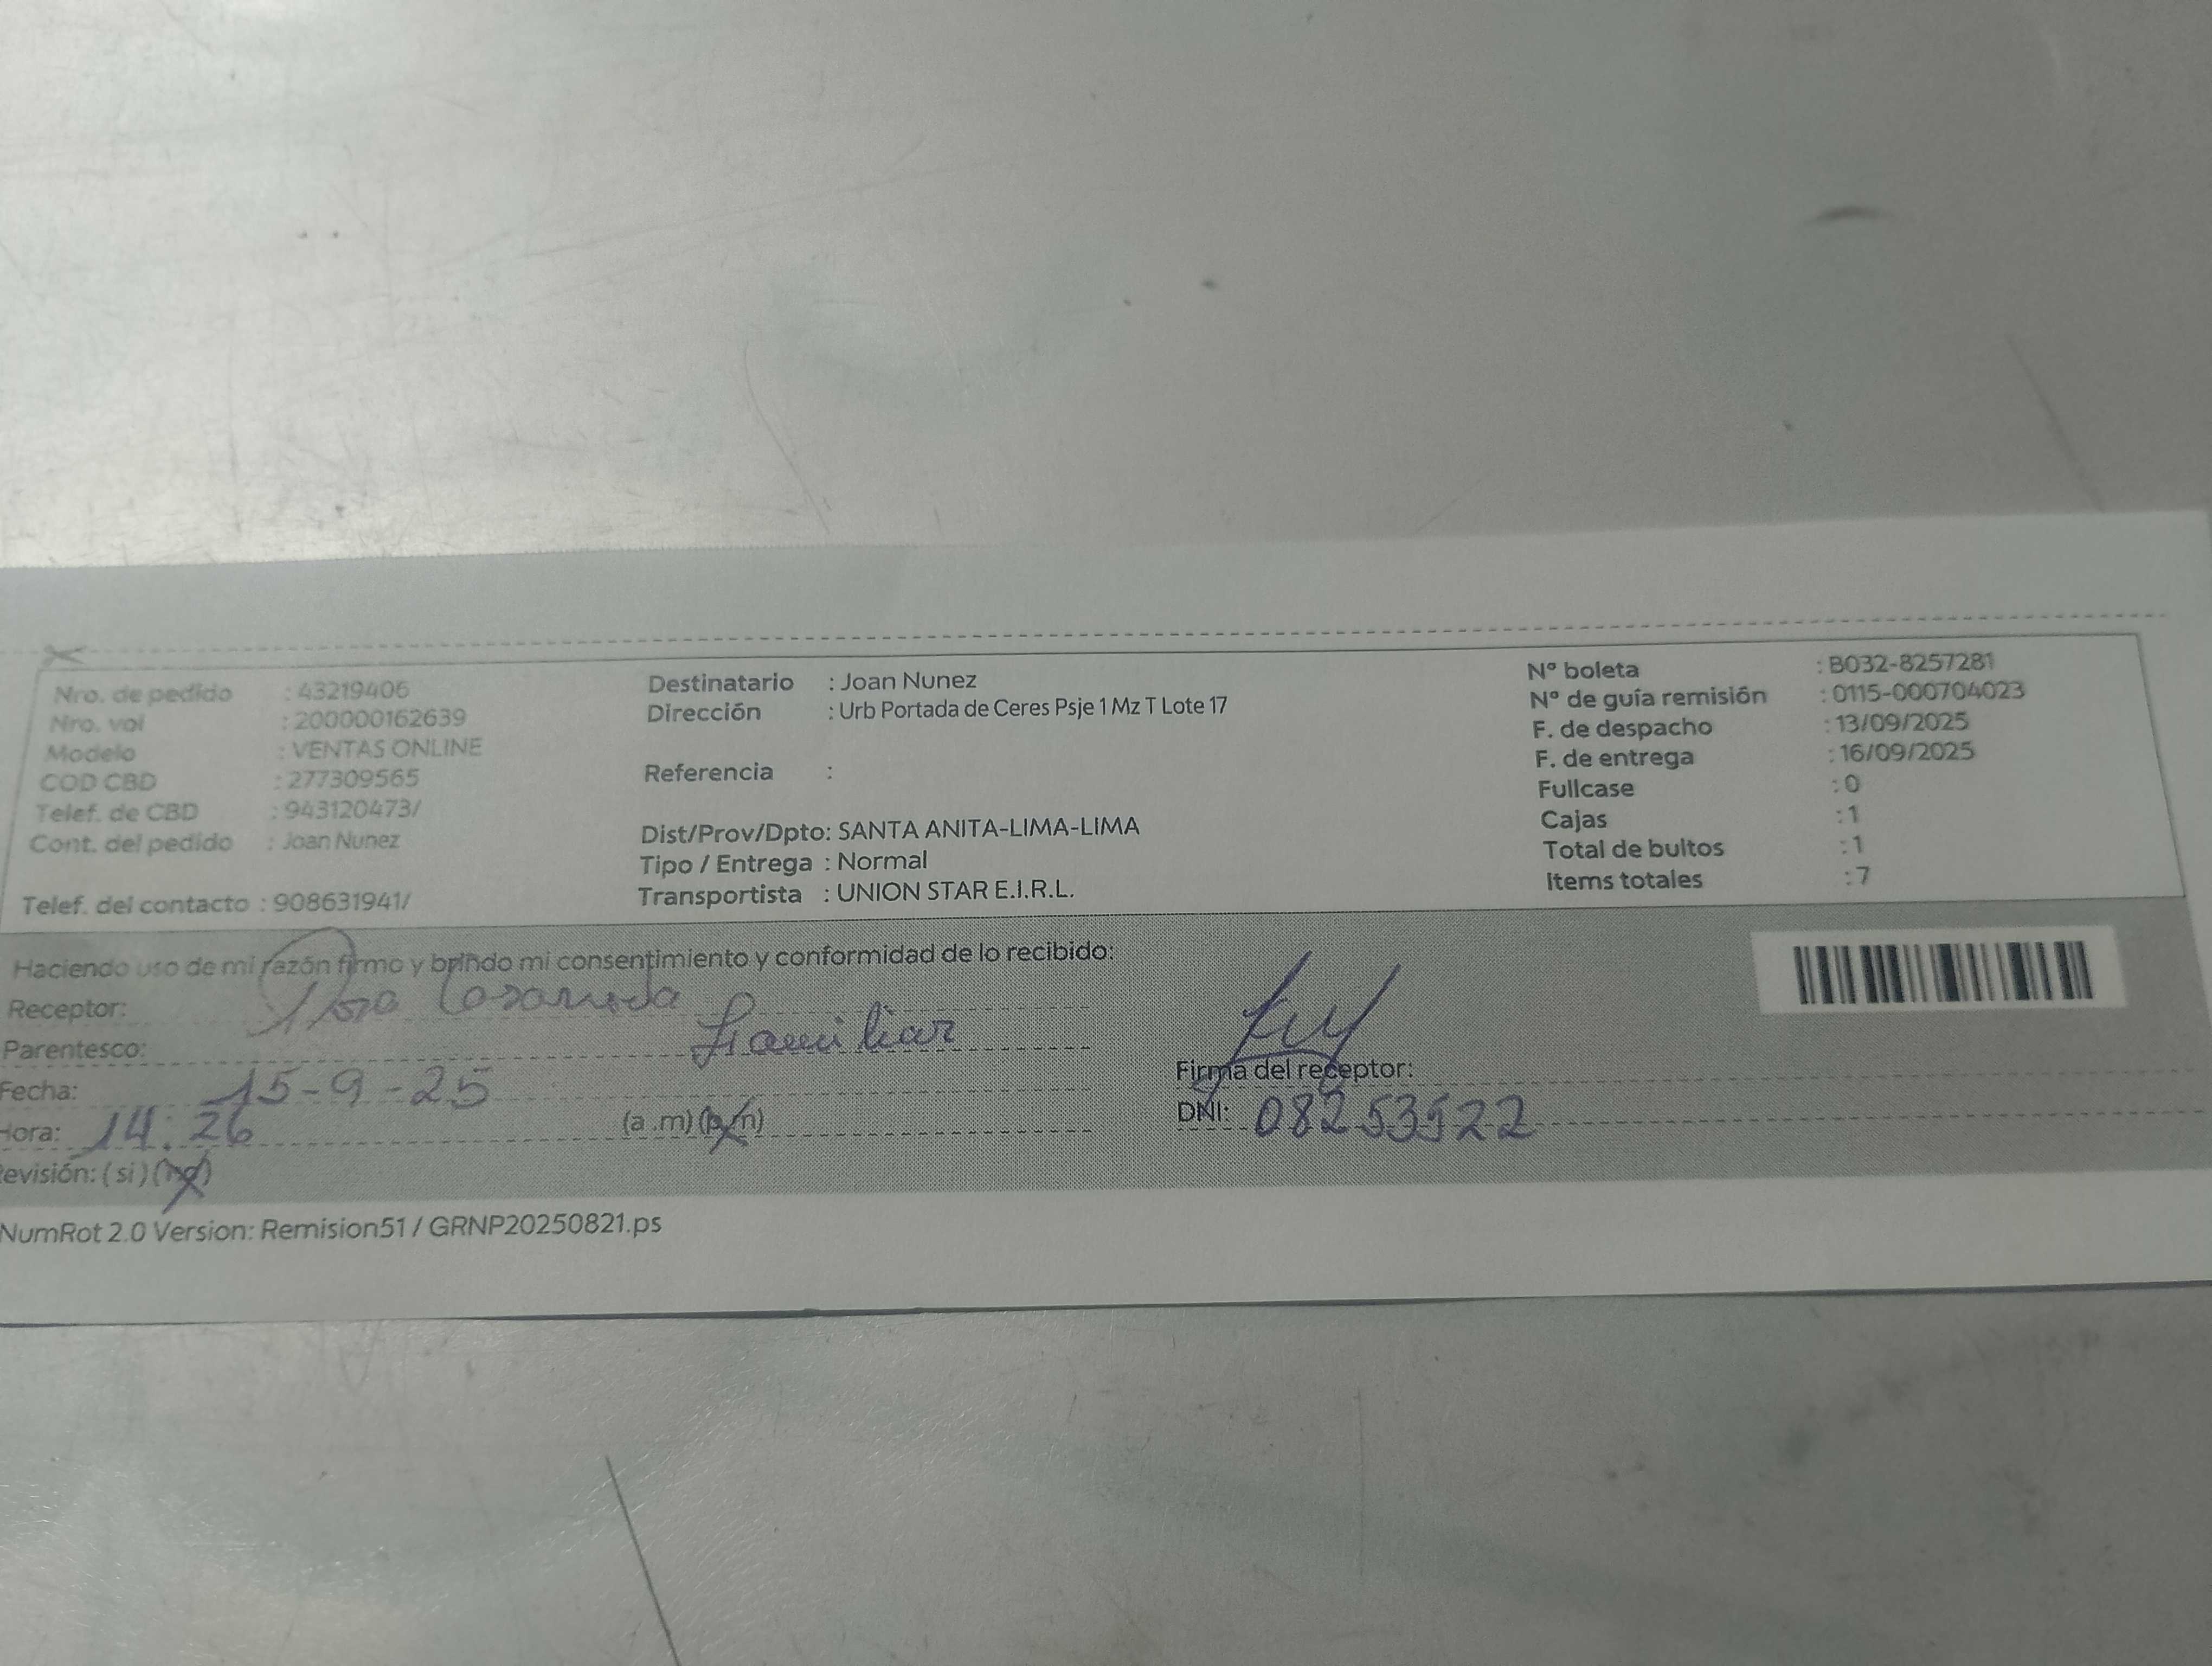 Nro. de pedido : 43219406
Nro. vol : 200000162639
Modelo : VENTAS ONLINE
COD CBD : 277309565
Telef. de CBD : 943120473/
Cont. del pedido : Joan Nunez
Telef. del contacto : 908631941/
Destinatario : Joan Nunez
Dirección : Urb Portada de Ceres Psje 1 Mz T Lote 17
Referencia :
Dist/Prov/Dpto: SANTA ANITA-LIMA-LIMA
Tipo / Entrega : Normal
Transportista : UNION STAR E.I.R.L.
Nº boleta : B032-8257281
Nº de guía remisión : 0115-000704023
F. de despacho : 13/09/2025
F. de entrega : 16/09/2025
Fullcase : 0
Cajas : 1
Total de bultos : 1
Items totales : 7
Haciendo uso de mi razón firmo y brindo mi consentimiento y conformidad de lo recibido:
Receptor:
Parentesco: Familiar
Fecha: 15-9-25
Hora: 14:26 (a.m) (p.m)
Revisión: (si) (no)
Firma del receptor:
DNI: 08253522
NumRot 2.0 Version: Remision51 / GRNP20250821.ps